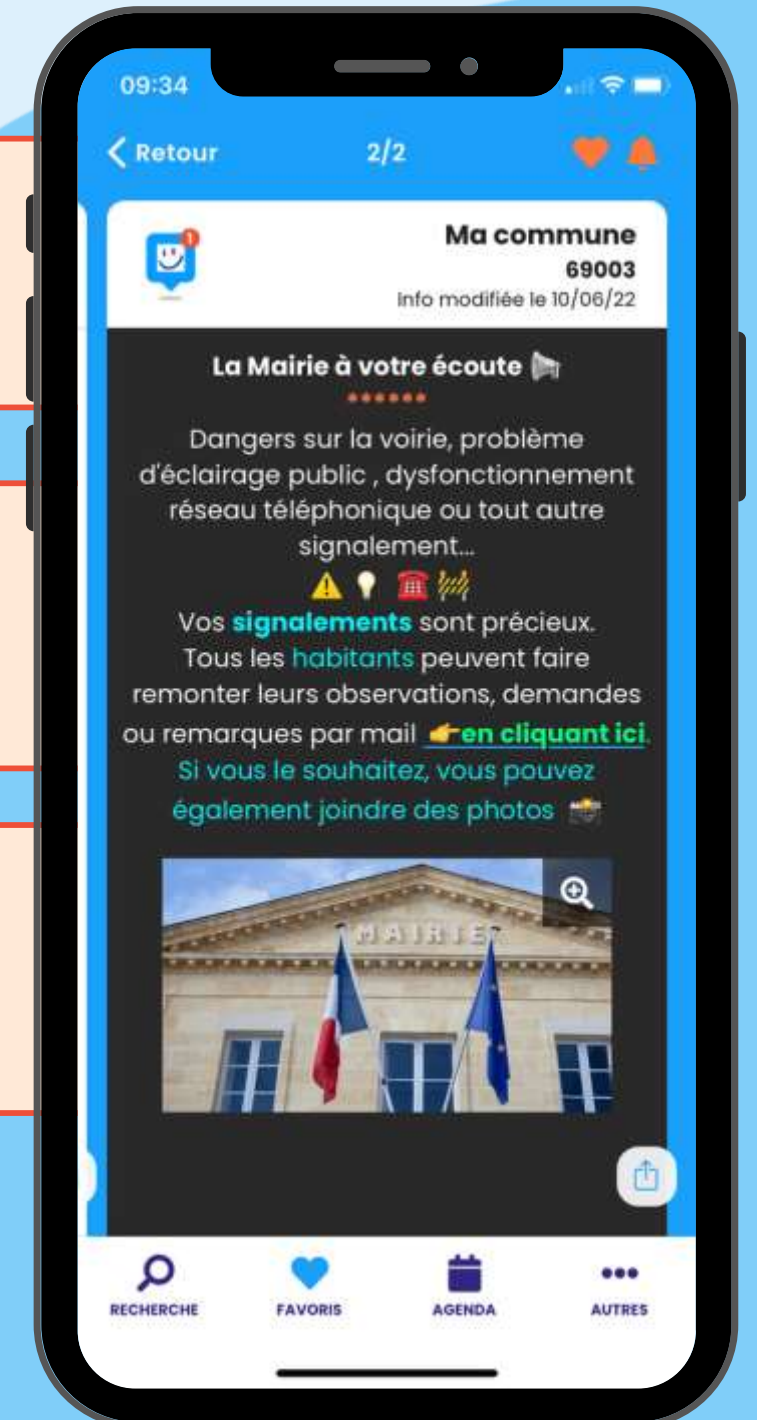 09:34
Retour
2/2
1
Ma commune
69003
Info modifiée le 10/06/22
La Mairie à votre écoute
Dangers sur la voirie, problème
d'éclairage public , dysfonctionnement
réseau téléphonique ou tout autre
signalement...
Vos signalements sont précieux.
Tous les habitants peuvent faire
remonter leurs observations, demandes
ou remarques par mail 👉en cliquant ici.
Si vous le souhaitez, vous pouvez
également joindre des photos 📸
MAIRIE
RECHERCHE
FAVORIS
AGENDA
AUTRES